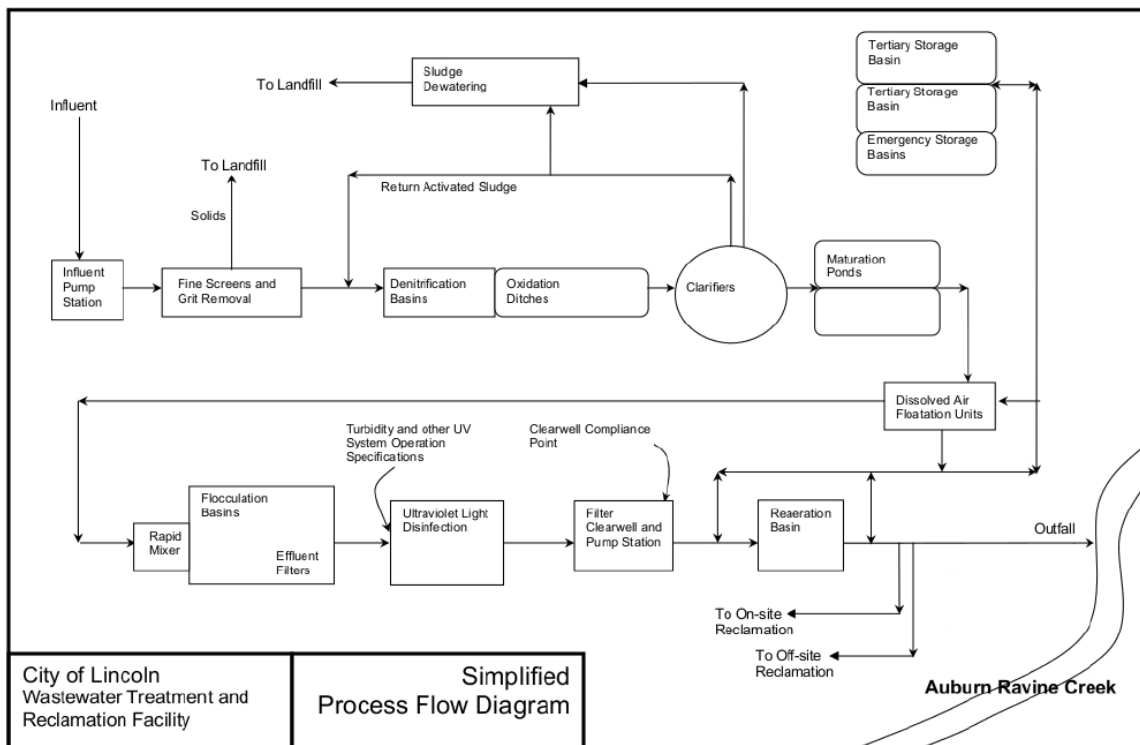 Tertiary Storage
Basin
Tertiary Storage
Basin
Emergency Storage
Basins
Sludge
Dewatering
To Landfill
Influent
To Landfill
Return Activated Sludge
Solids
Influent
Pump
Station
Fine Screens and
Grit Removal
Denitrification
Basins
Oxidation
Ditches
Clarifiers
Maturation
Ponds
Dissolved Air
Floatation Units
Turbidity and other UV
System Operation
Specifications
Clearwell Compliance
Point
Rapid
Mixer
Flocculation
Basins
Effluent
Filters
Ultraviolet Light
Disinfection
Filter
Clearwell and
Pump Station
Reaeration
Basin
Outfall
To On-site
Reclamation
To Off-site
Reclamation
Auburn Ravine Creek
City of Lincoln
Wastewater Treatment and
Reclamation Facility
Simplified
Process Flow Diagram